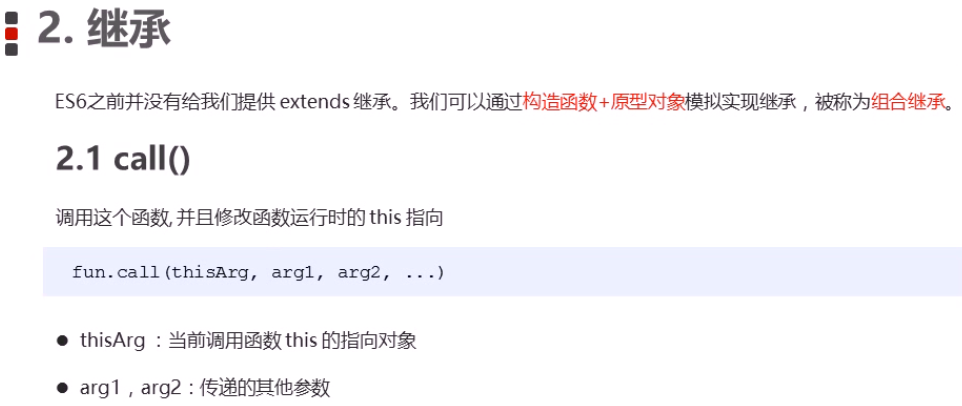 2. 继承
ES6之前并没有给我们提供 extends 继承。我们可以通过构造函数+原型对象模拟实现继承，被称为组合继承。
2.1 call()
调用这个函数, 并且修改函数运行时的 this 指向
fun.call(thisArg, arg1, arg2, ...)
● thisArg ：当前调用函数 this 的指向对象
● arg1，arg2：传递的其他参数